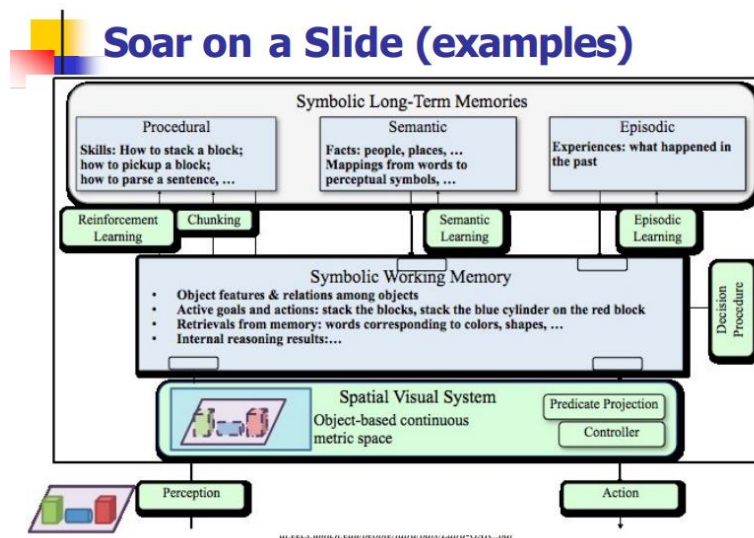 Soar on a Slide (examples)
Symbolic Long-Term Memories
Procedural
Skills: How to stack a block;
how to pickup a block;
how to parse a sentence, ...
Semantic
Facts: people, places, ...
Mappings from words to
perceptual symbols, ...
Episodic
Experiences: what happened in
the past
Reinforcement
Learning
Chunking
Semantic
Learning
Episodic
Learning
Symbolic Working Memory
• Object features & relations among objects
• Active goals and actions: stack the blocks, stack the blue cylinder on the red block
• Retrievals from memory: words corresponding to colors, shapes, ...
• Internal reasoning results:...
Decision
Procedure
Spatial Visual System
Object-based continuous
metric space
Predicate Projection
Controller
Perception
Action